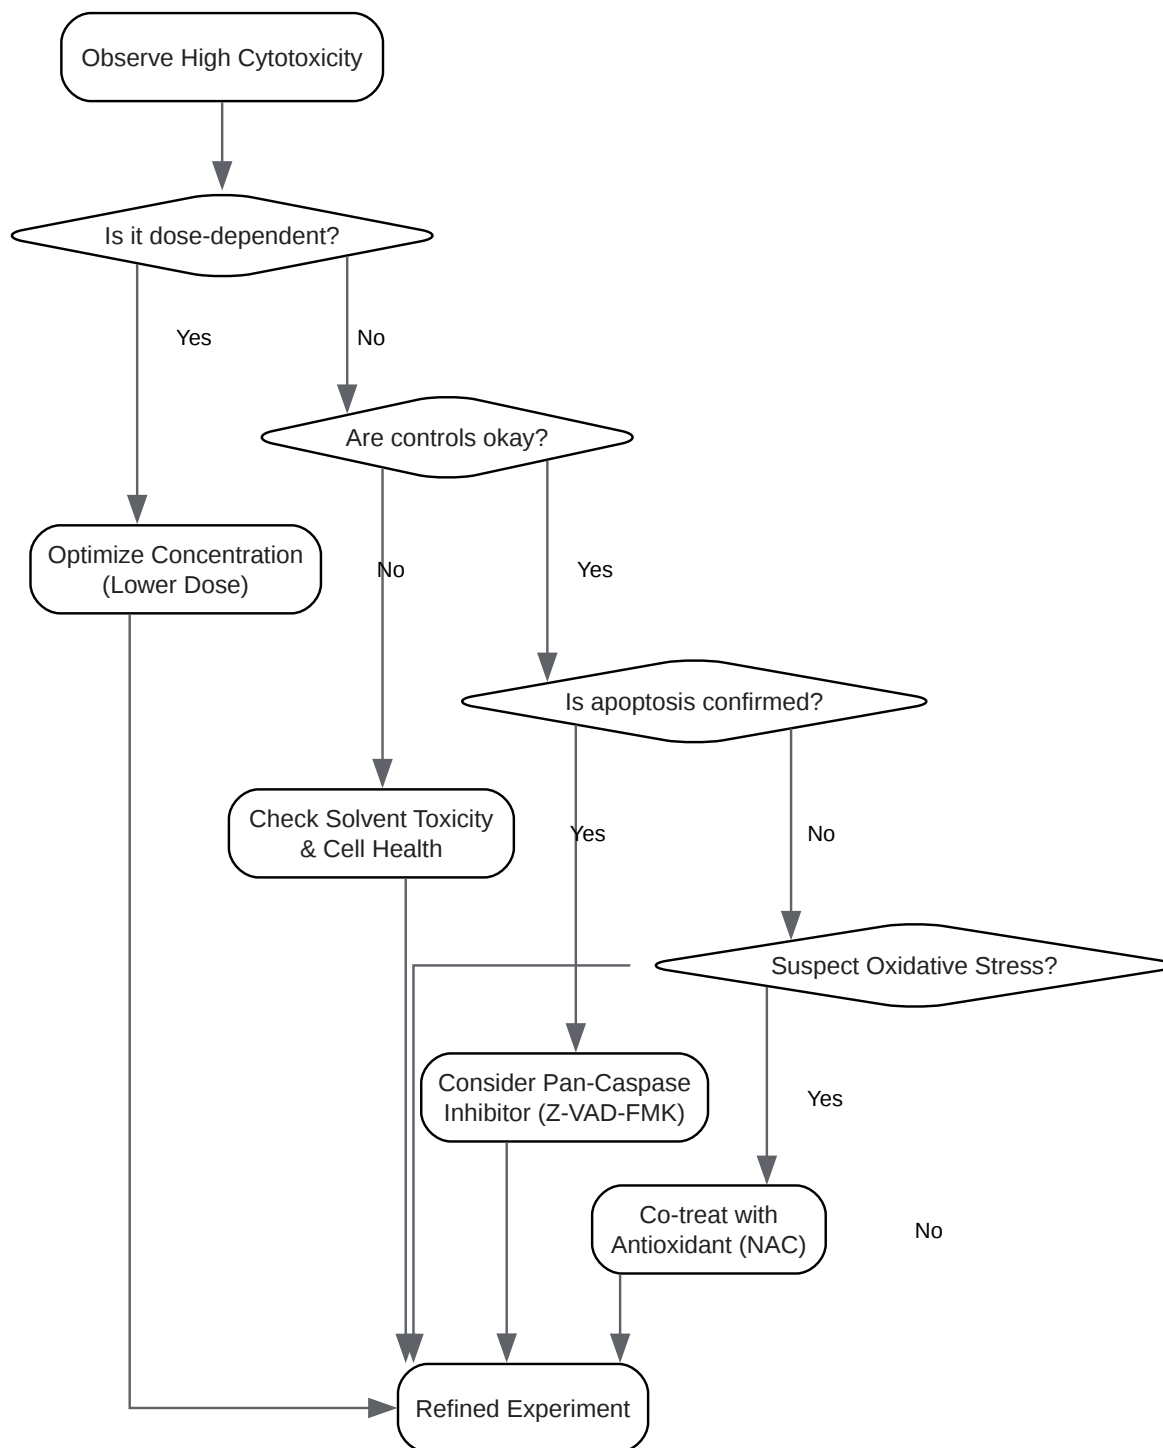 Observe High Cytotoxicity
Is it dose-dependent?
Yes
No
Are controls okay?
Optimize Concentration
(Lower Dose)
No
Yes
Is apoptosis confirmed?
Check Solvent Toxicity
& Cell Health
Yes
No
Suspect Oxidative Stress?
Consider Pan-Caspase
Inhibitor (Z-VAD-FMK)
Yes
Co-treat with
Antioxidant (NAC)
No
Refined Experiment